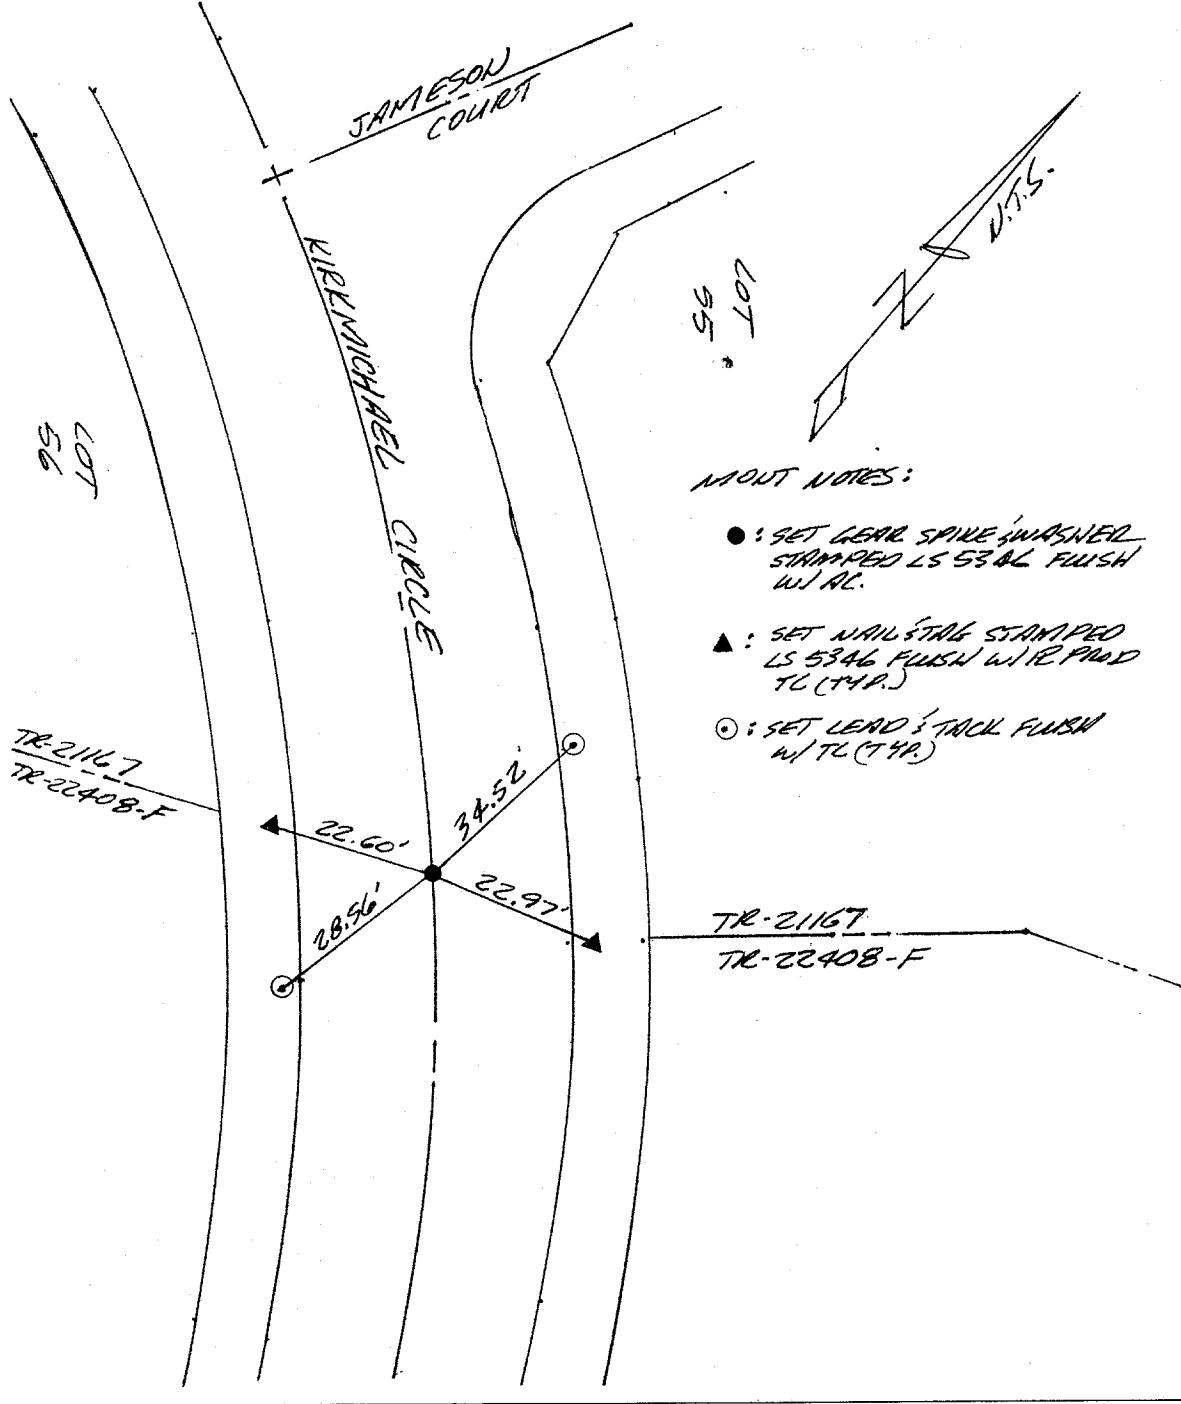 JAMESON
COURT
N.T.S.
N
KIRKMICHAEL CIRCLE
LOT
55
LOT
56
MONT NOTES:
● : SET GEAR SPIKE & WASHER
STAMPED LS 5346 FLUSH
W/ AC.
▲ : SET NAIL & TAG STAMPED
LS 5346 FLUSH W/ PL PROD
TC (TYP.)
⊙ : SET LEAD & TACK FLUSH
W/ TC (TYP.)
TR-21167
TR-22408-F
34.52'
22.60'
22.97'
28.56'
TR-21167
TR-22408-F